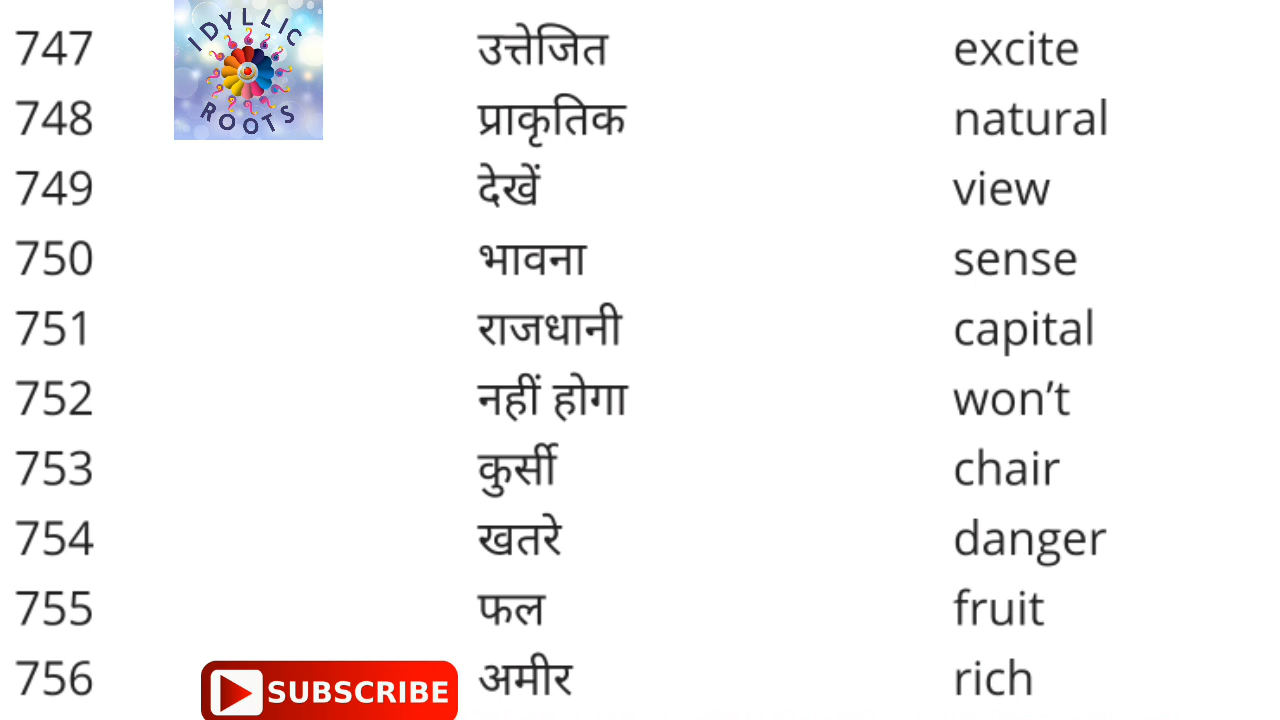 IDYLLIC
ROOTS
747 उत्तेजित excite
748 प्राकृतिक natural
749 देखें view
750 भावना sense
751 राजधानी capital
752 नहीं होगा won’t
753 कुर्सी chair
754 खतरे danger
755 फल fruit
756 अमीर rich
SUBSCRIBE